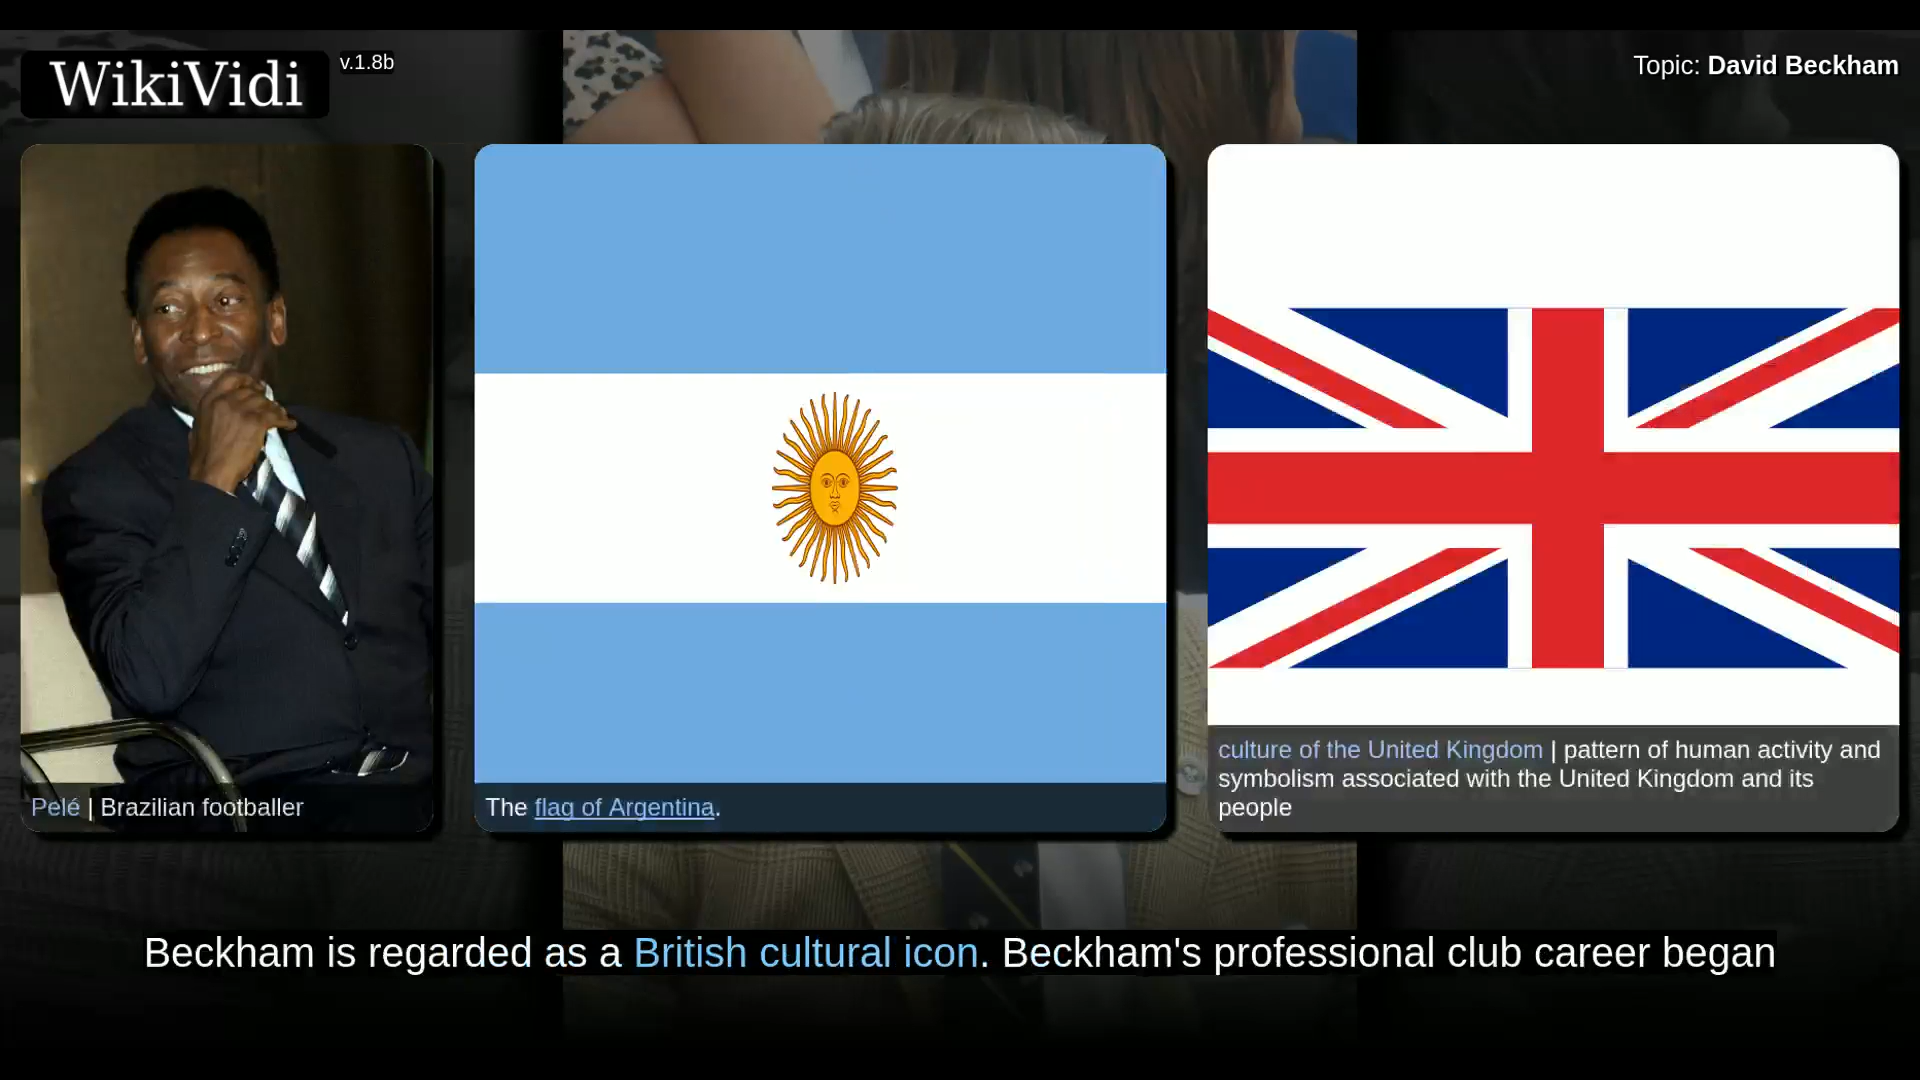 WikiVidi
v.1.8b
Topic: David Beckham
Pelé | Brazilian footballer
The flag of Argentina.
culture of the United Kingdom | pattern of human activity and
symbolism associated with the United Kingdom and its
people
Beckham is regarded as a British cultural icon. Beckham's professional club career began